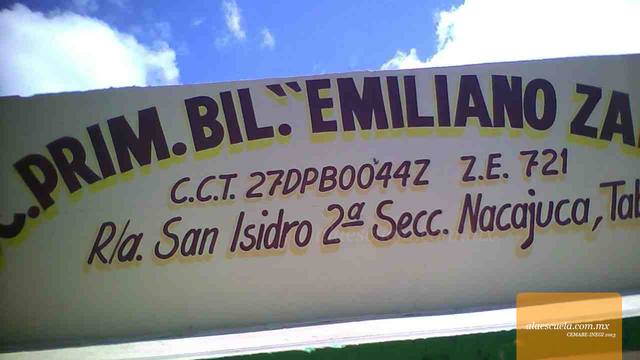 C. PRIM. BIL. "EMILIANO ZA
C.C.T. 27DPB0044Z Z.E. 721
R/a. San Isidro 2ª Secc. Nacajuca, Tab
alaescuela.com.mx
CEMABE-INEGI 2013